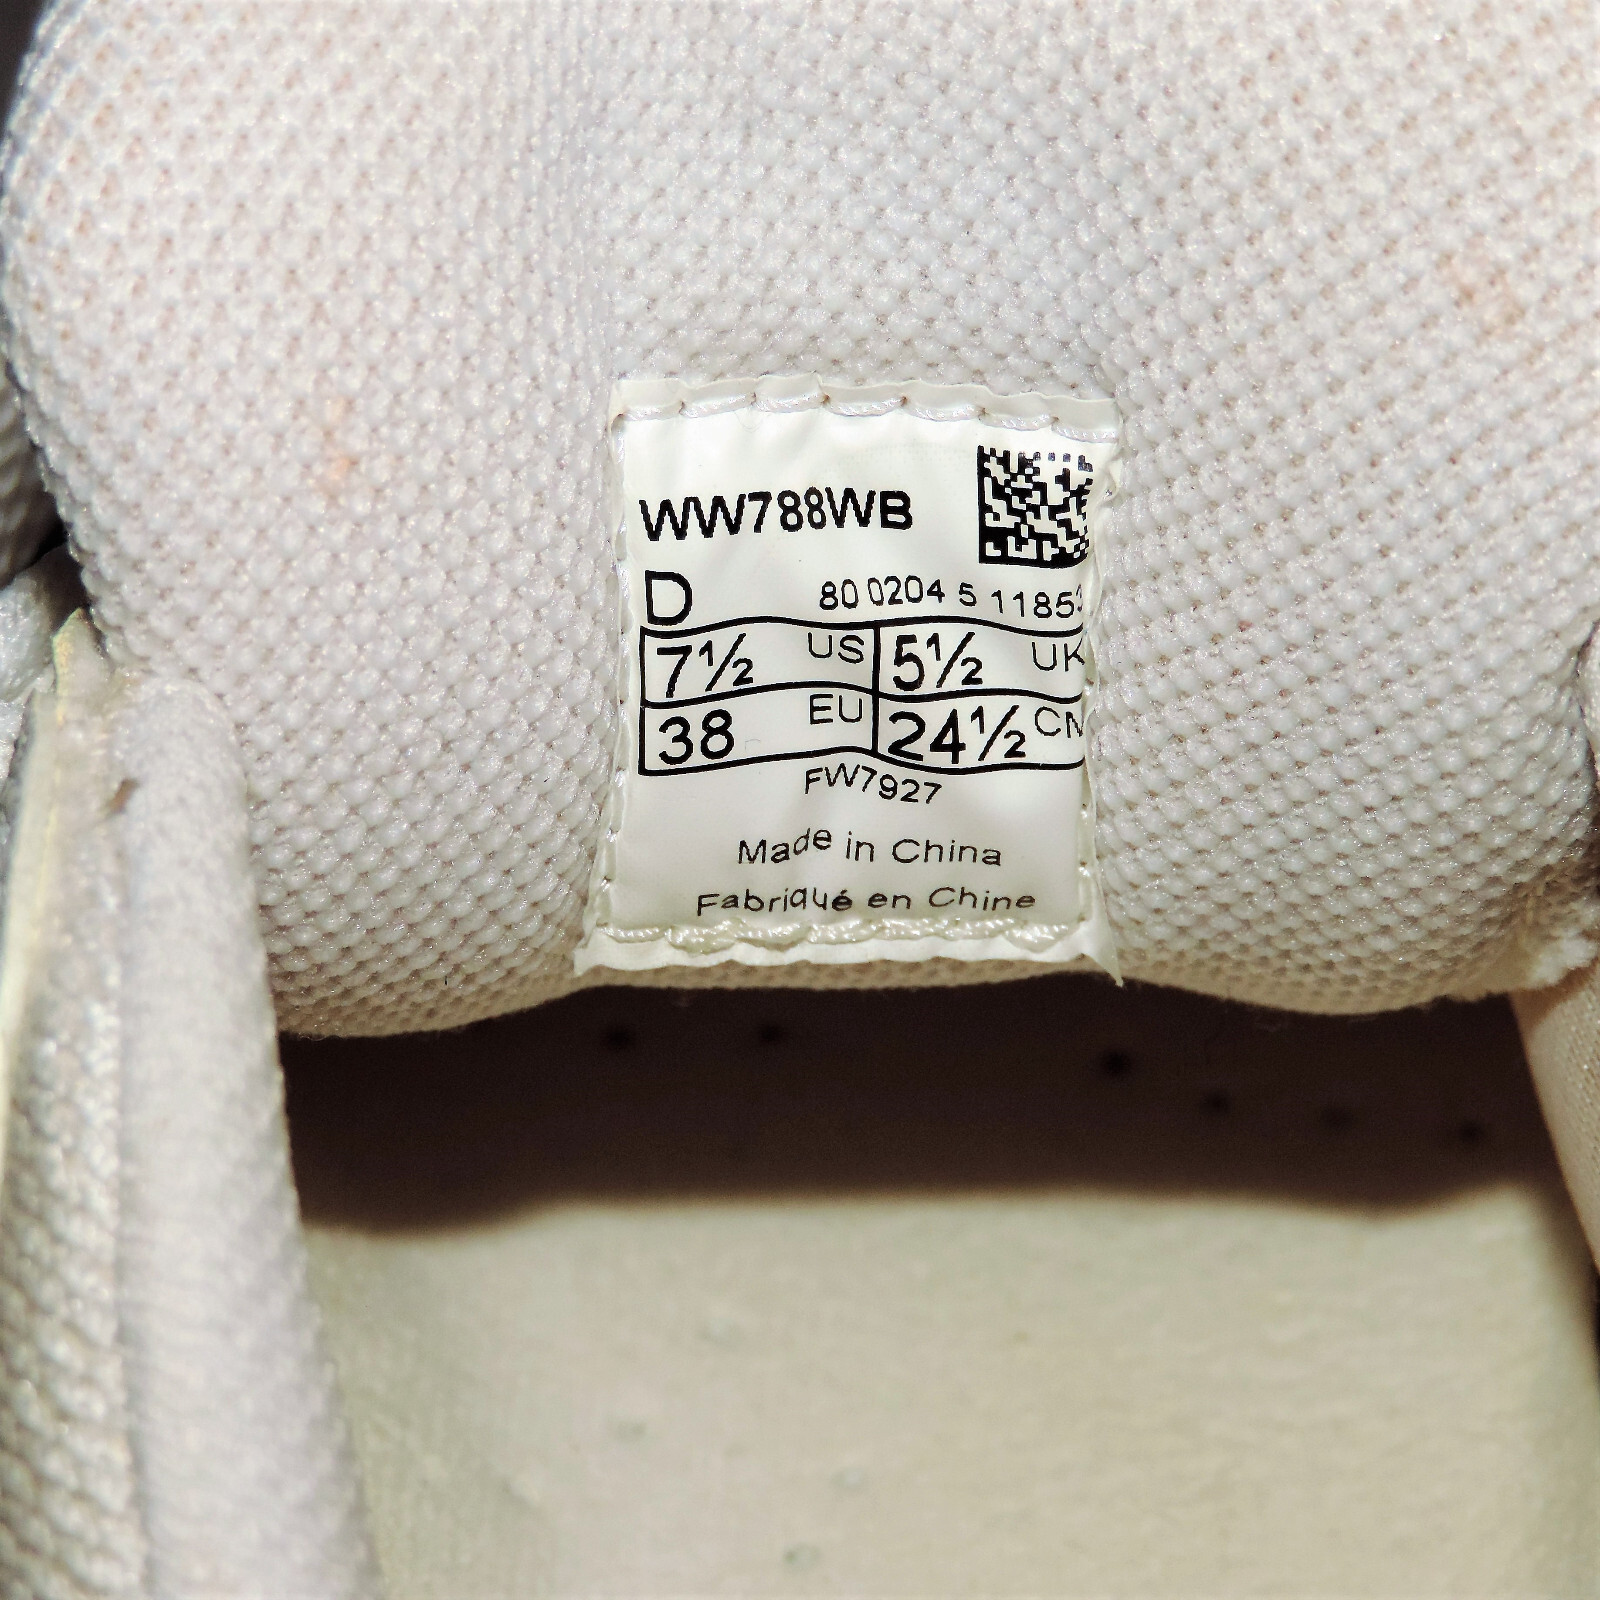 WW788WB
D 80 0204 5 1185
7½ US 5½ UK
38 EU 24½ CM
FW7927
Made in China
Fabriqué en Chine